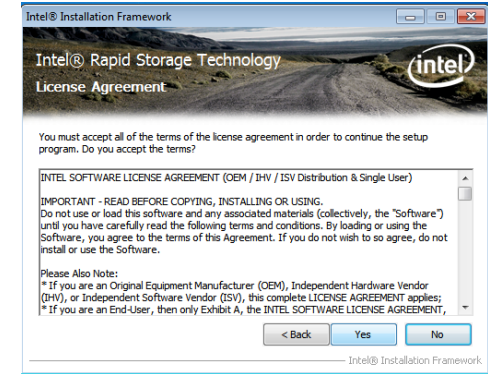 Intel® Installation Framework
Intel® Rapid Storage Technology
intel
License Agreement
You must accept all of the terms of the license agreement in order to continue the setup
program. Do you accept the terms?
INTEL SOFTWARE LICENSE AGREEMENT (OEM / IHV / ISV Distribution & Single User)
IMPORTANT - READ BEFORE COPYING, INSTALLING OR USING.
Do not use or load this software and any associated materials (collectively, the "Software")
until you have carefully read the following terms and conditions. By loading or using the
Software, you agree to the terms of this Agreement. If you do not wish to so agree, do not
install or use the Software.
Please Also Note:
* If you are an Original Equipment Manufacturer (OEM), Independent Hardware Vendor
(IHV), or Independent Software Vendor (ISV), this complete LICENSE AGREEMENT applies;
* If you are an End-User, then only Exhibit A, the INTEL SOFTWARE LICENSE AGREEMENT,
< Back Yes No
Intel® Installation Framework